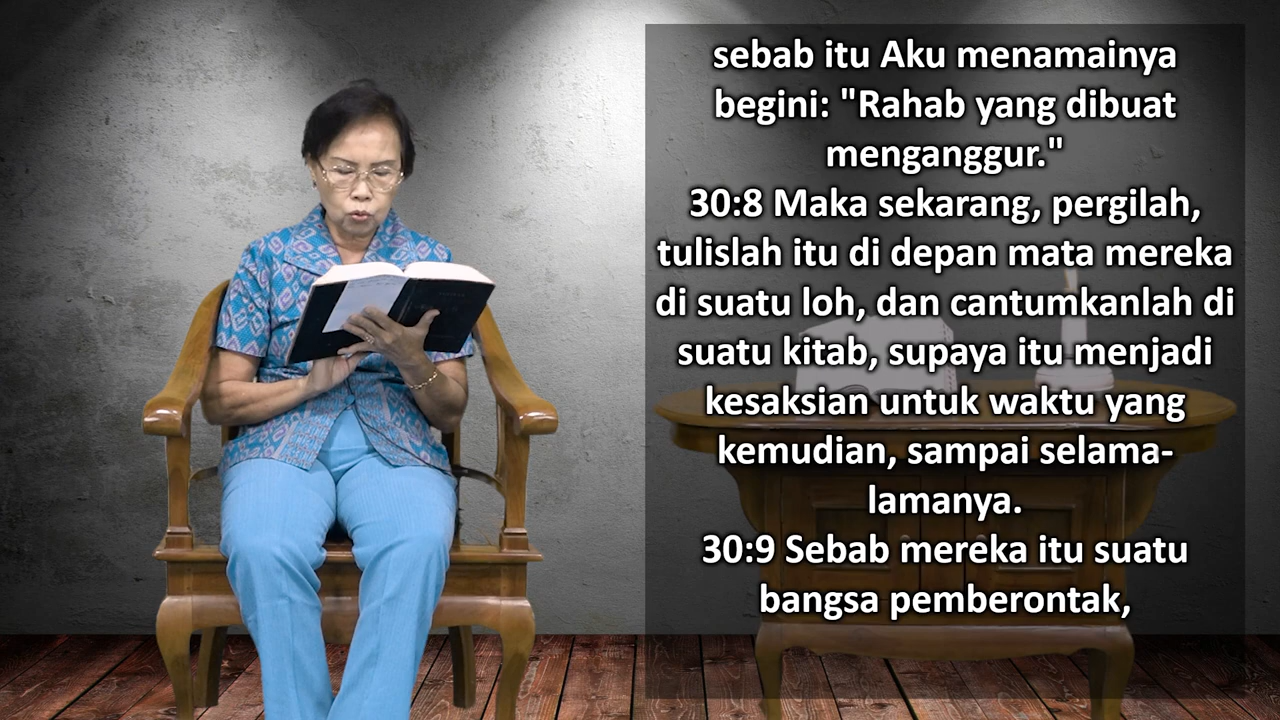 sebab itu Aku menamainya
begini: "Rahab yang dibuat
menganggur."
30:8 Maka sekarang, pergilah,
tulislah itu di depan mata mereka
di suatu loh, dan cantumkanlah di
suatu kitab, supaya itu menjadi
kesaksian untuk waktu yang
kemudian, sampai selama-
lamanya.
30:9 Sebab mereka itu suatu
bangsa pemberontak,